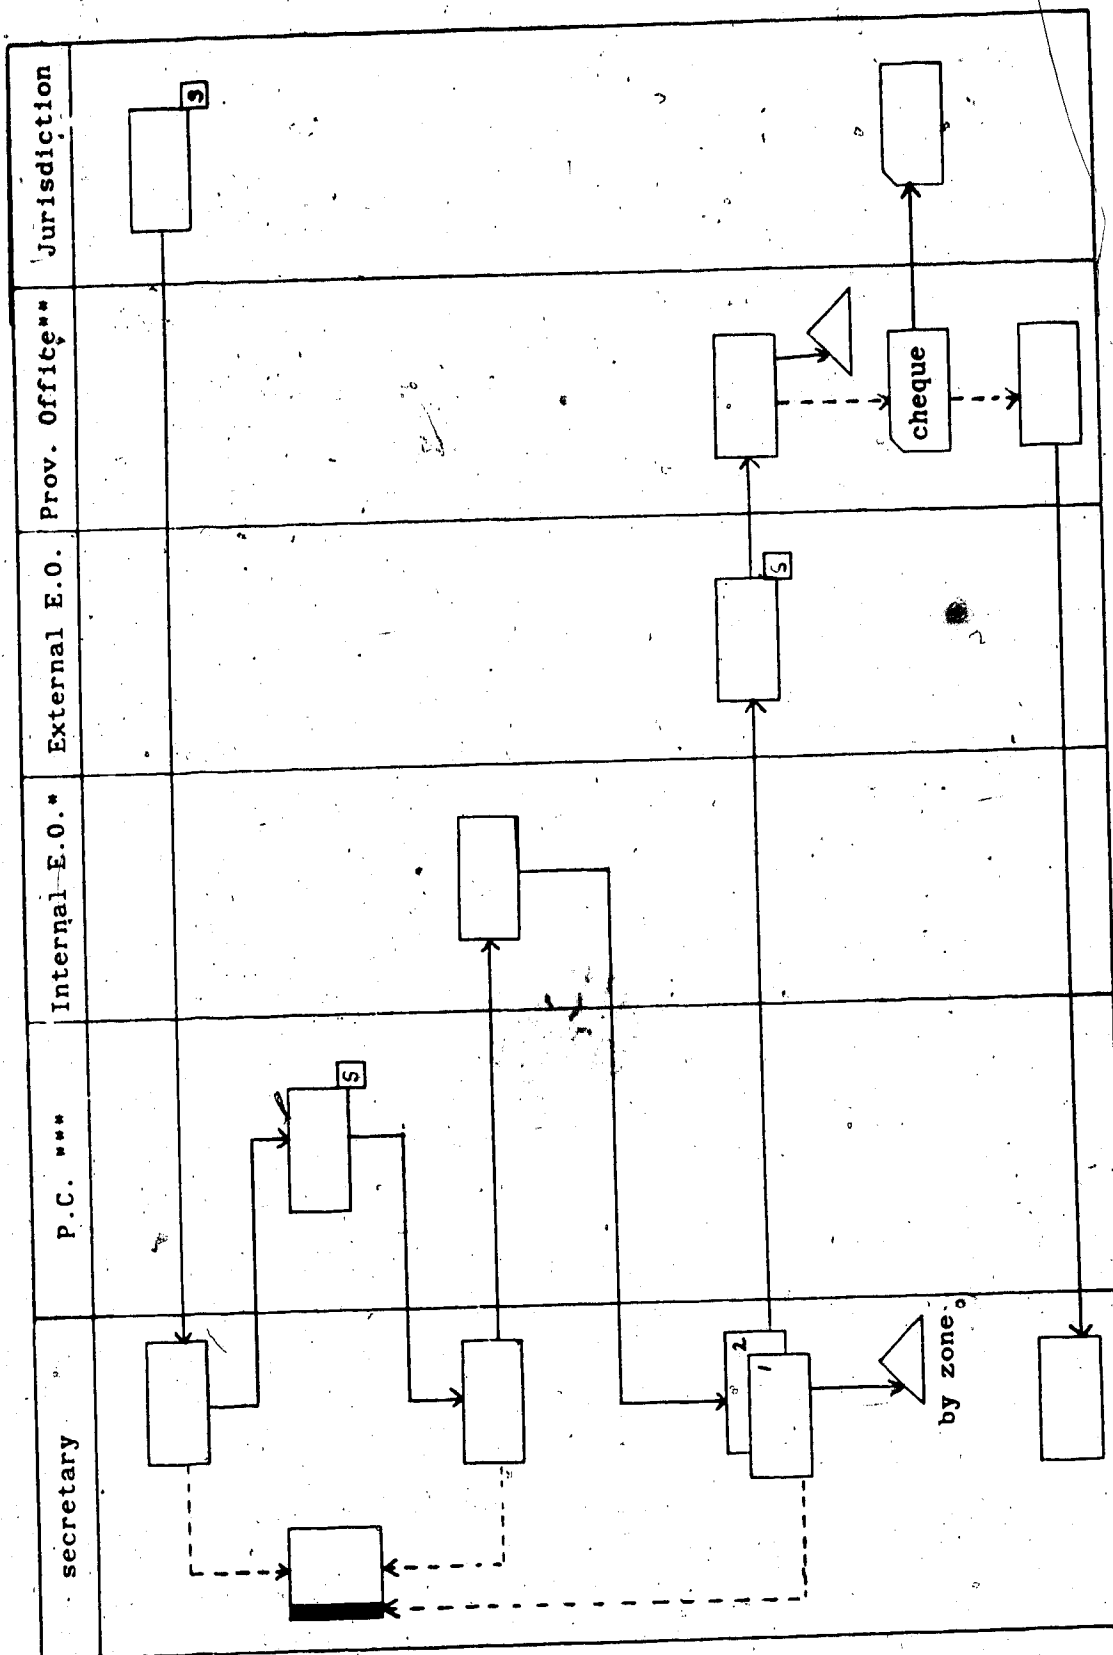 secretary
P.C. ***
Internal E.O.*
External E.O.
Prov. Office**
Jurisdiction
S
S
2
1
by zone
S
cheque